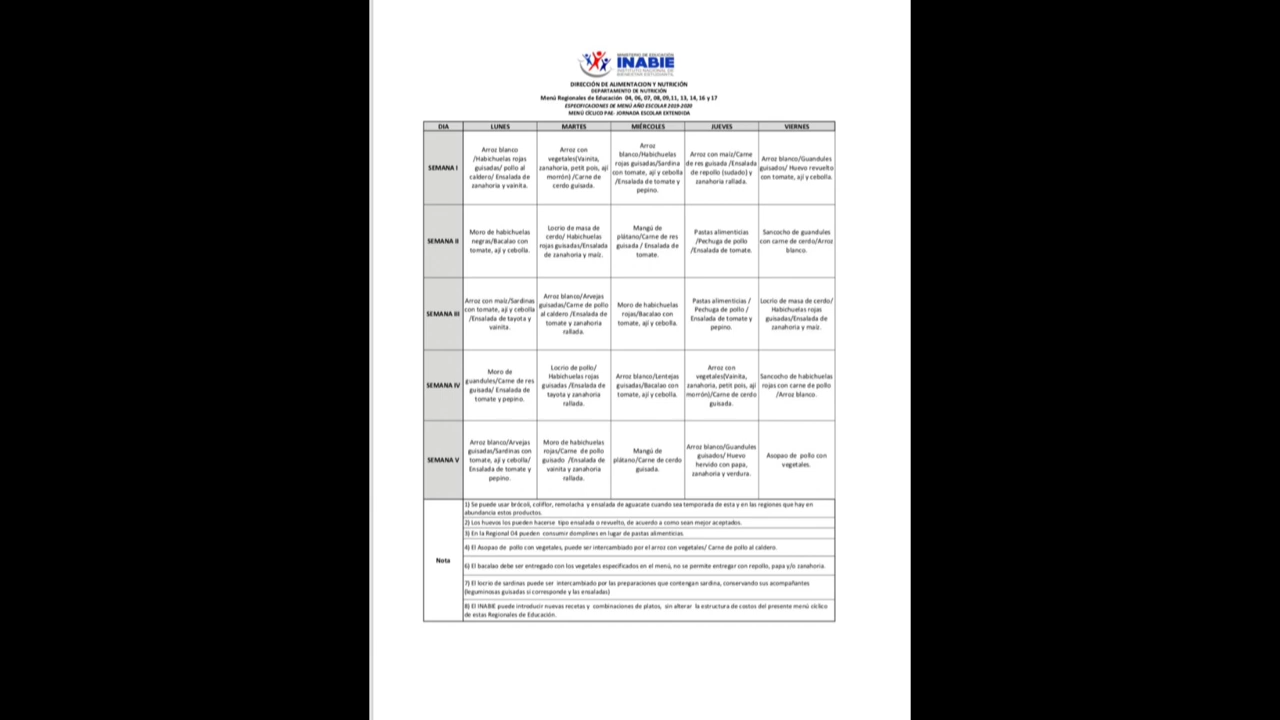 MINISTERIO DE EDUCACIÓN
INABIE
INSTITUTO NACIONAL DE
BIENESTAR ESTUDIANTIL
DIRECCIÓN DE ALIMENTACION Y NUTRICIÓN
DEPARTAMENTO DE NUTRICIÓN
Menú Regionales de Educación 04, 06, 07, 08, 09,11, 13, 14, 16 y 17
ESPECIFICACIONES DE MENÚ AÑO ESCOLAR 2019-2020
MENÚ CÍCLICO PAE- JORNADA ESCOLAR EXTENDIDA
DIA LUNES MARTES MIÉRCOLES JUEVES VIERNES
SEMANA I
Arroz blanco
/Habichuelas rojas
guisadas/ pollo al
caldero/ Ensalada de
zanahoria y vainita.
Arroz con
vegetales(Vainita,
zanahoria, petit pois, ají
morrón) /Carne de
cerdo guisada.
Arroz
blanco/Habichuelas
rojas guisadas/Sardina
con tomate, ají y cebolla
/Ensalada de tomate y
pepino.
Arroz con maíz/Carne
de res guisada /Ensalada
de repollo (sudado) y
zanahoria rallada.
Arroz blanco/Guandules
guisados/ Huevo revuelto
con tomate, ají y cebolla.
SEMANA II
Moro de habichuelas
negras/Bacalao con
tomate, ají y cebolla.
Locrio de masa de
cerdo/ Habichuelas
rojas guisadas/Ensalada
de zanahoria y maíz.
Mangú de
plátano/Carne de res
guisada / Ensalada de
tomate.
Pastas alimenticias
/Pechuga de pollo
/Ensalada de tomate.
Sancocho de guandules
con carne de cerdo/Arroz
blanco.
SEMANA III
Arroz con maíz/Sardinas
con tomate, ají y cebolla
/Ensalada de tayota y
vainita.
Arroz blanco/Arvejas
guisadas/Carne de pollo
al caldero /Ensalada de
tomate y zanahoria
rallada.
Moro de habichuelas
rojas/Bacalao con
tomate, ají y cebolla.
Pastas alimenticias /
Pechuga de pollo /
Ensalada de tomate y
pepino.
Locrio de masa de cerdo/
Habichuelas rojas
guisadas/Ensalada de
zanahoria y maíz.
SEMANA IV
Moro de
guandules/Carne de res
guisada/ Ensalada de
tomate y pepino.
Locrio de pollo/
Habichuelas rojas
guisadas /Ensalada de
tayota y zanahoria
rallada.
Arroz blanco/Lentejas
guisadas/Bacalao con
tomate, ají y cebolla.
Arroz con
vegetales(Vainita,
zanahoria, petit pois, ají
morrón)/Carne de cerdo
guisada.
Sancocho de habichuelas
rojas con carne de pollo
/Arroz blanco.
SEMANA V
Arroz blanco/Arvejas
guisadas/Sardinas con
tomate, ají y cebolla/
Ensalada de tomate y
pepino.
Moro de habichuelas
rojas/Carne de pollo
guisado /Ensalada de
vainita y zanahoria
rallada.
Mangú de
plátano/Carne de cerdo
guisada.
Arroz blanco/Guandules
guisados/ Huevo
hervido con papa,
zanahoria y verdura.
Asopao de pollo con
vegetales.
Nota
1) Se puede usar brócoli, coliflor, remolacha y ensalada de aguacate cuando sea temporada de esta y en las regiones que hay en
abundancia estos productos.
2) Los huevos los pueden hacerse tipo ensalada o revuelto, de acuerdo a como sean mejor aceptados.
3) En la Regional 04 pueden consumir domplines en lugar de pastas alimenticias.
4) El Asopao de pollo con vegetales, puede ser intercambiado por el arroz con vegetales/ Carne de pollo al caldero.
6) El bacalao debe ser entregado con los vegetales especificados en el menú, no se permite entregar con repollo, papa y/o zanahoria.
7) El locrio de sardinas puede ser intercambiado por las preparaciones que contengan sardina, conservando sus acompañantes
(leguminosas guisadas si corresponde y las ensaladas)
8) El INABIE puede introducir nuevas recetas y combinaciones de platos, sin alterar la estructura de costos del presente menú cíclico
de estas Regionales de Educación.